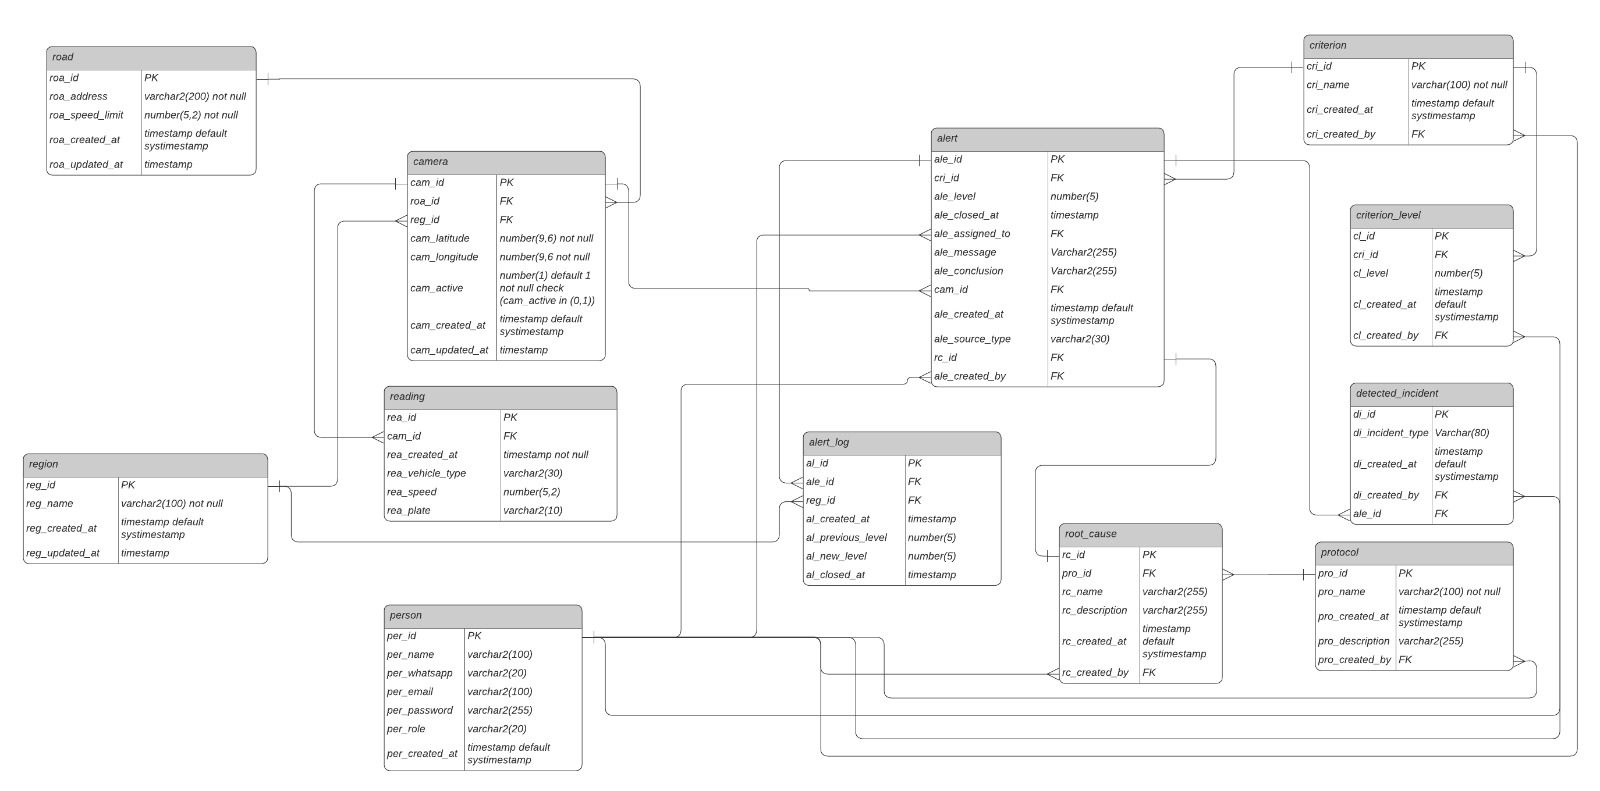 road
roa_id PK
roa_address varchar2(200) not null
roa_speed_limit number(5,2) not null
roa_created_at timestamp default
systimestamp
roa_updated_at timestamp
camera
cam_id PK
roa_id FK
reg_id FK
cam_latitude number(9,6) not null
cam_longitude number(9,6 not null
cam_active number(1) default 1
not null check
(cam_active in (0,1))
cam_created_at timestamp default
systimestamp
cam_updated_at timestamp
reading
rea_id PK
cam_id FK
rea_created_at timestamp not null
rea_vehicle_type varchar2(30)
rea_speed number(5,2)
rea_plate varchar2(10)
region
reg_id PK
reg_name varchar2(100) not null
reg_created_at timestamp default
systimestamp
reg_updated_at timestamp
person
per_id PK
per_name varchar2(100)
per_whatsapp varchar2(20)
per_email varchar2(100)
per_password varchar2(255)
per_role varchar2(20)
per_created_at timestamp default
systimestamp
alert
ale_id PK
cri_id FK
ale_level number(5)
ale_closed_at timestamp
ale_assigned_to FK
ale_message Varchar2(255)
ale_conclusion Varchar2(255)
cam_id FK
ale_created_at timestamp default
systimestamp
ale_source_type varchar2(30)
rc_id FK
ale_created_by FK
alert_log
al_id PK
ale_id FK
reg_id FK
al_created_at timestamp
al_previous_level number(5)
al_new_level number(5)
al_closed_at timestamp
root_cause
rc_id PK
pro_id FK
rc_name varchar2(255)
rc_description varchar2(255)
rc_created_at timestamp
default
systimestamp
rc_created_by FK
criterion
cri_id PK
cri_name varchar(100) not null
cri_created_at timestamp default
systimestamp
cri_created_by FK
criterion_level
cl_id PK
cri_id FK
cl_level number(5)
cl_created_at timestamp
default
systimestamp
cl_created_by FK
detected_incident
di_id PK
di_incident_type Varchar(80)
di_created_at timestamp
default
systimestamp
di_created_by FK
ale_id FK
protocol
pro_id PK
pro_name varchar2(100) not null
pro_created_at timestamp default
systimestamp
pro_description varchar2(255)
pro_created_by FK